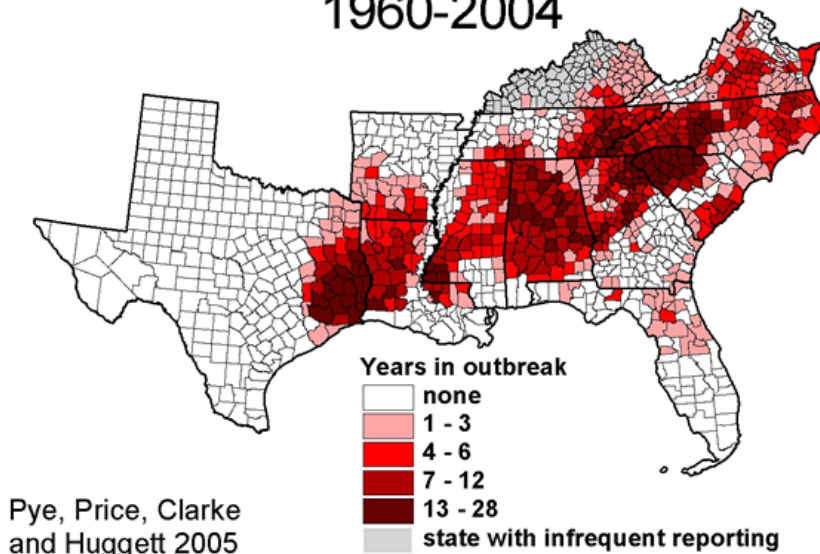 1960-2004
Years in outbreak
none
1 - 3
4 - 6
7 - 12
13 - 28
state with infrequent reporting
Pye, Price, Clarke
and Huggett 2005